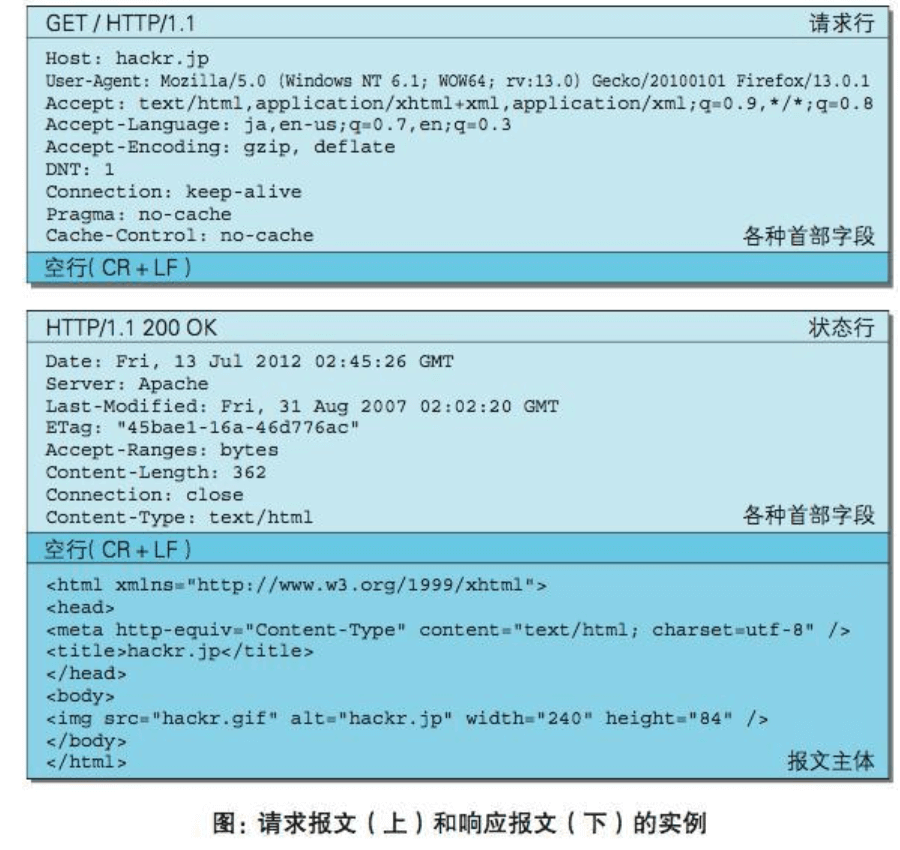 GET / HTTP/1.1 请求行
Host: hackr.jp
User-Agent: Mozilla/5.0 (Windows NT 6.1; WOW64; rv:13.0) Gecko/20100101 Firefox/13.0.1
Accept: text/html,application/xhtml+xml,application/xml;q=0.9,*/*;q=0.8
Accept-Language: ja,en-us;q=0.7,en;q=0.3
Accept-Encoding: gzip, deflate
DNT: 1
Connection: keep-alive
Pragma: no-cache
Cache-Control: no-cache 各种首部字段
空行( CR + LF )
HTTP/1.1 200 OK 状态行
Date: Fri, 13 Jul 2012 02:45:26 GMT
Server: Apache
Last-Modified: Fri, 31 Aug 2007 02:02:20 GMT
ETag: "45bae1-16a-46d776ac"
Accept-Ranges: bytes
Content-Length: 362
Connection: close
Content-Type: text/html 各种首部字段
空行( CR + LF )
<html xmlns="http://www.w3.org/1999/xhtml">
<head>
<meta http-equiv="Content-Type" content="text/html; charset=utf-8" />
<title>hackr.jp</title>
</head>
<body>
<img src="hackr.gif" alt="hackr.jp" width="240" height="84" />
</body>
</html> 报文主体
图：请求报文（上）和响应报文（下）的实例